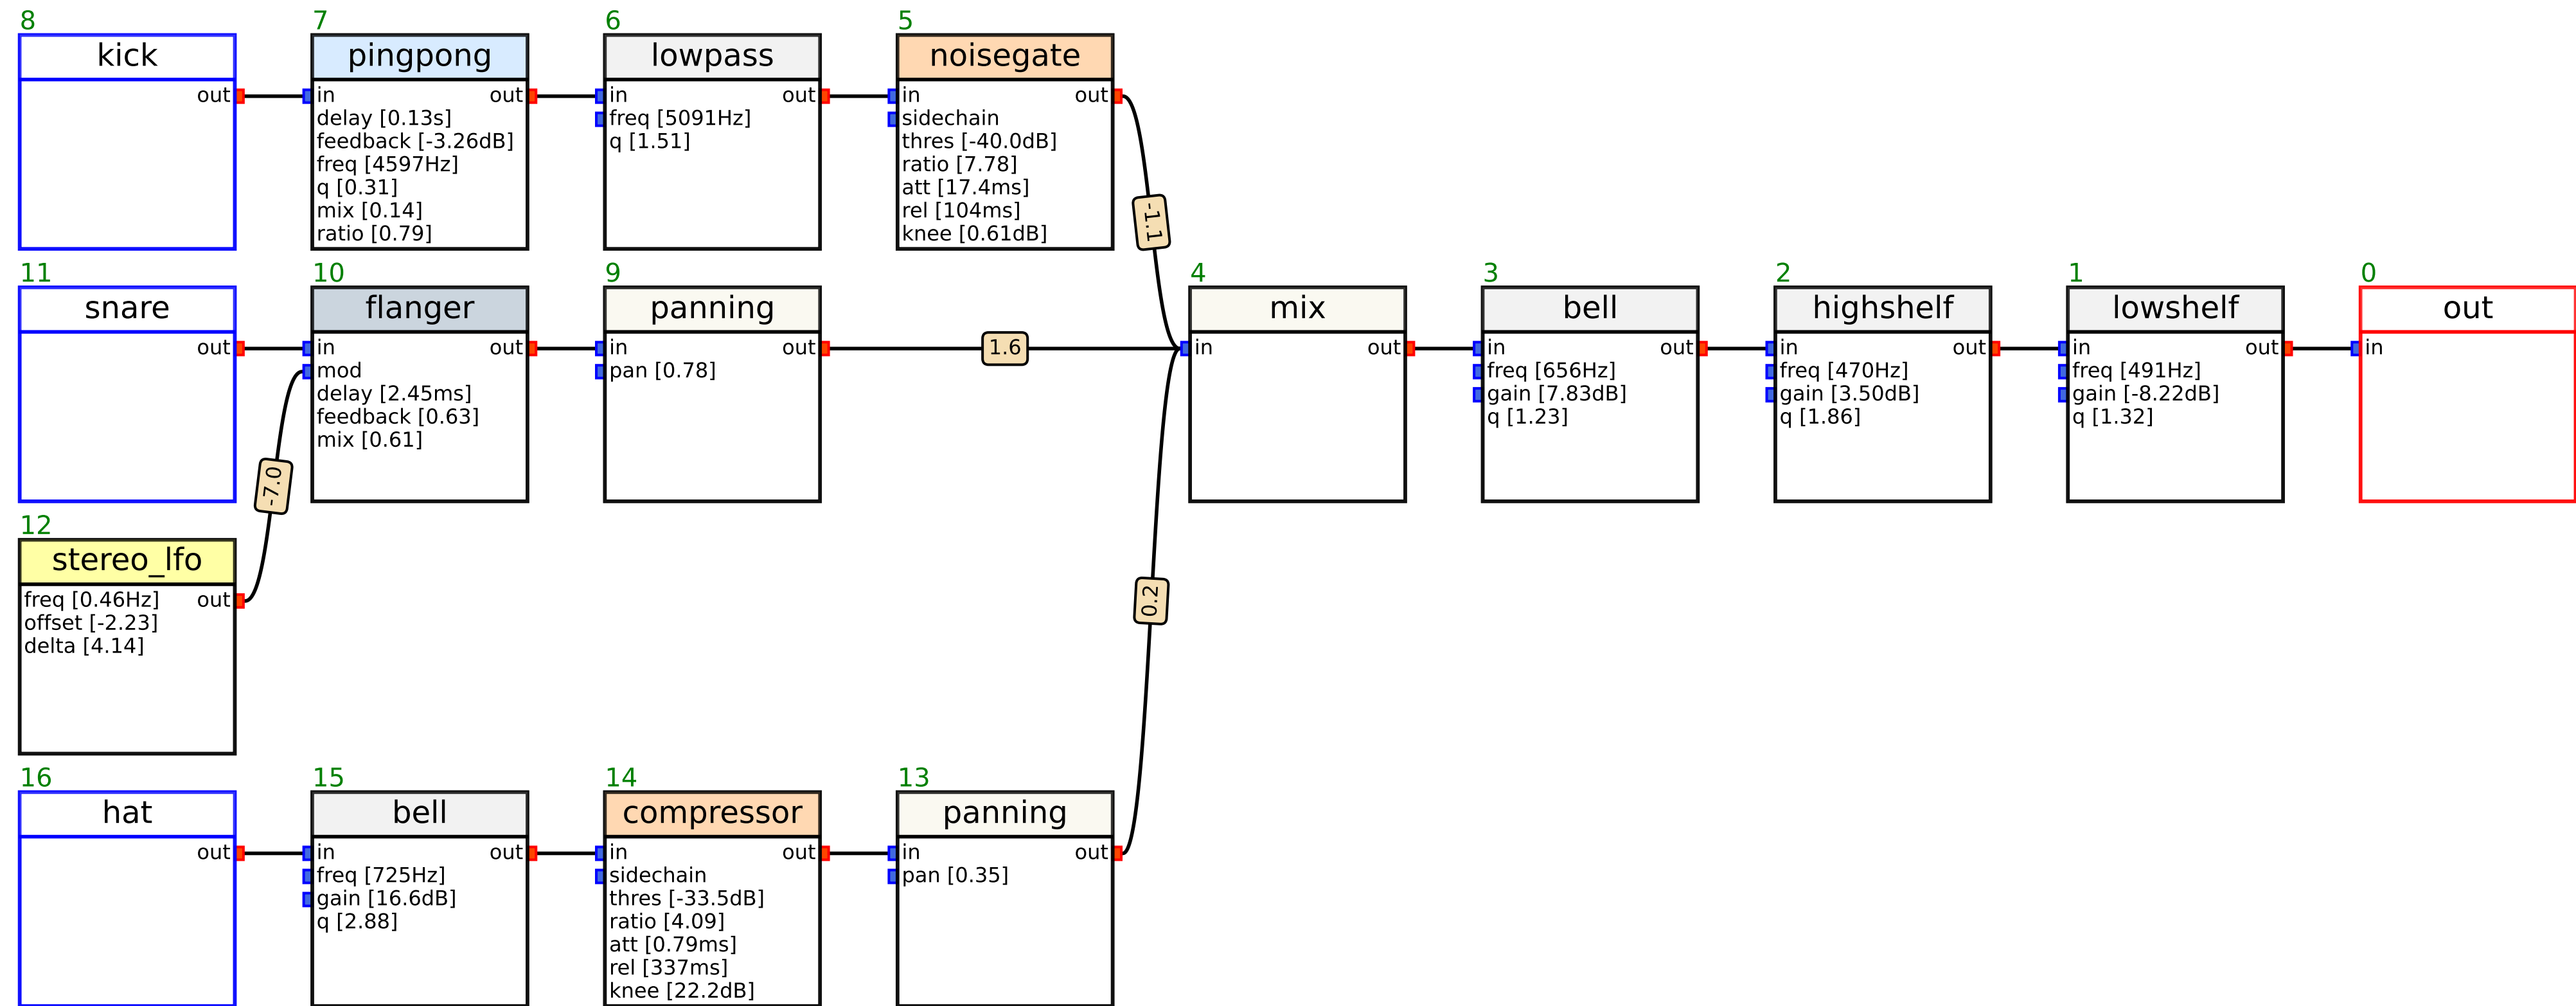 8
kick
out
7
pingpong
in out
delay [0.13s]
feedback [-3.26dB]
freq [4597Hz]
q [0.31]
mix [0.14]
ratio [0.79]
6
lowpass
in out
freq [5091Hz]
q [1.51]
5
noisegate
in out
sidechain
thres [-40.0dB]
ratio [7.78]
att [17.4ms]
rel [104ms]
knee [0.61dB]
-1.1
11
snare
out
10
flanger
in out
mod
delay [2.45ms]
feedback [0.63]
mix [0.61]
9
panning
in out
pan [0.78]
1.6
4
mix
in out
3
bell
in out
freq [656Hz]
gain [7.83dB]
q [1.23]
2
highshelf
in out
freq [470Hz]
gain [3.50dB]
q [1.86]
1
lowshelf
in out
freq [491Hz]
gain [-8.22dB]
q [1.32]
0
out
in
-7.0
12
stereo_lfo
freq [0.46Hz] out
offset [-2.23]
delta [4.14]
0.2
16
hat
out
15
bell
in out
freq [725Hz]
gain [16.6dB]
q [2.88]
14
compressor
in out
sidechain
thres [-33.5dB]
ratio [4.09]
att [0.79ms]
rel [337ms]
knee [22.2dB]
13
panning
in out
pan [0.35]